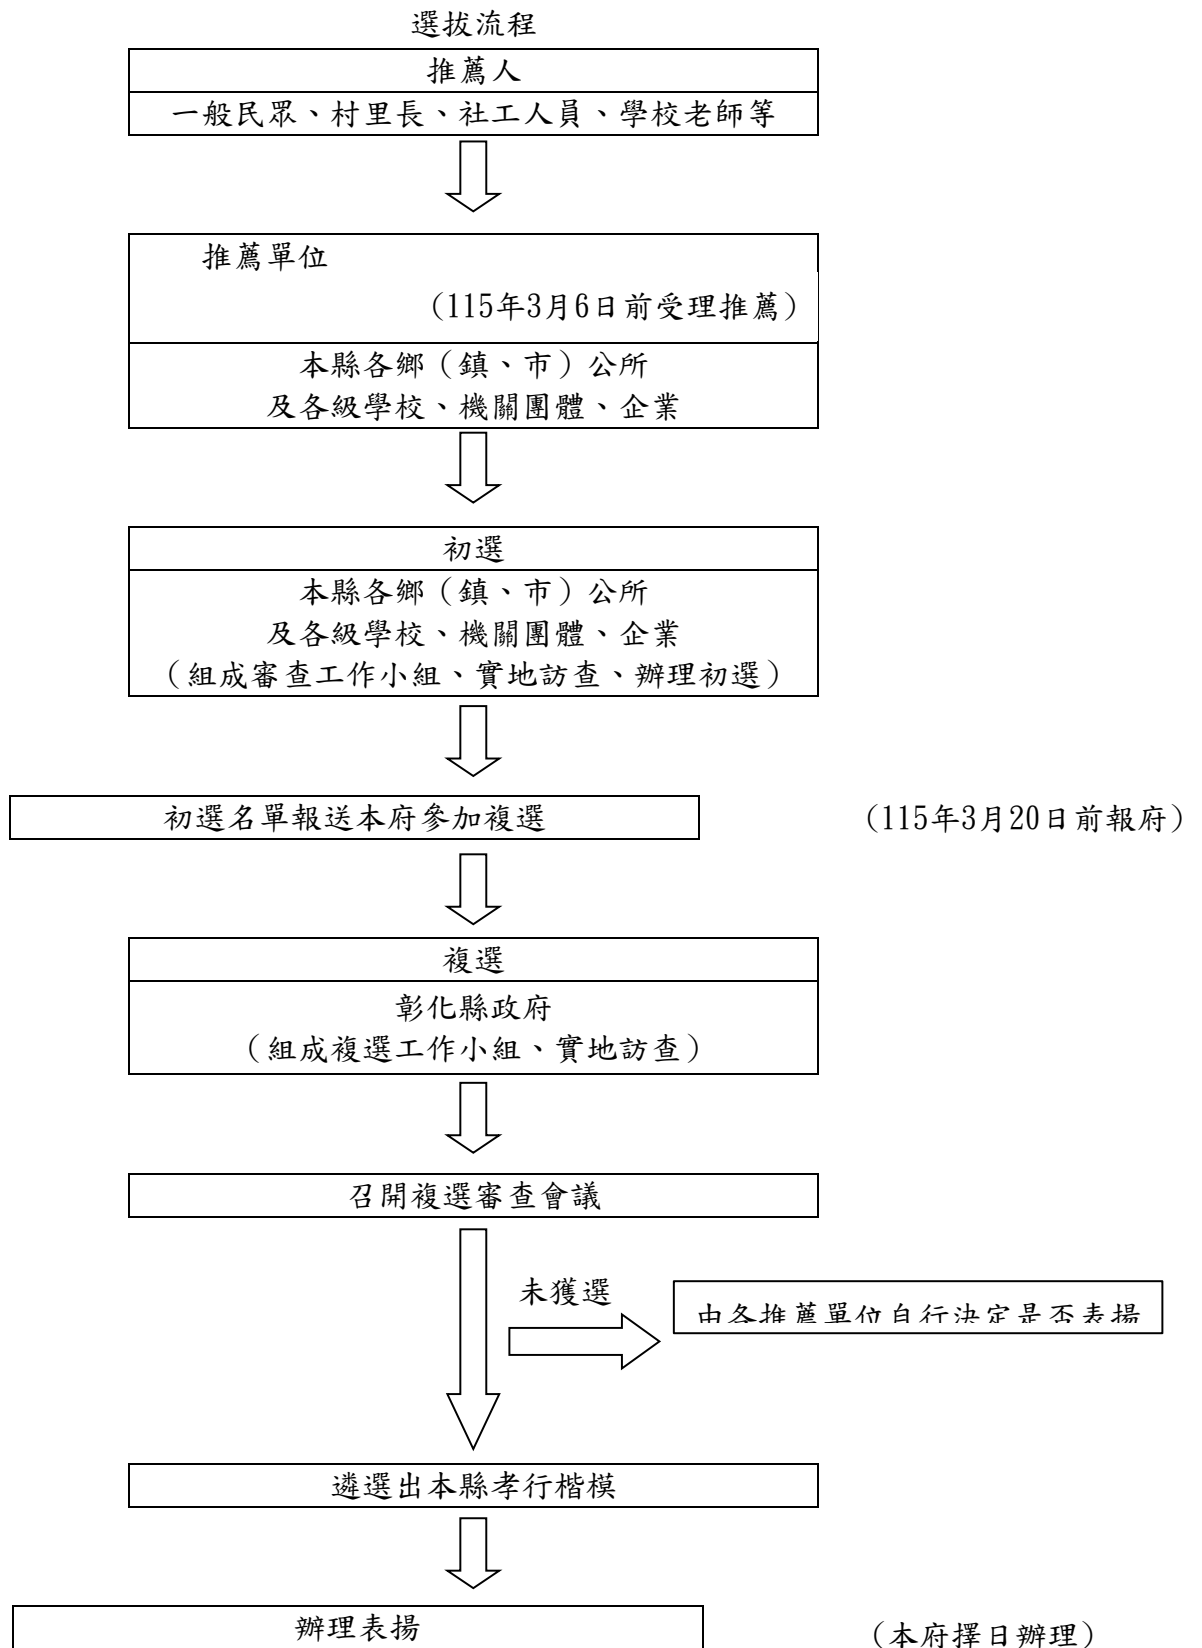 選拔流程
推薦人
一般民眾、村里長、社工人員、學校老師等
推薦單位
（115年3月6日前受理推薦）
本縣各鄉（鎮、市）公所
及各級學校、機關團體、企業
初選
本縣各鄉（鎮、市）公所
及各級學校、機關團體、企業
（組成審查工作小組、實地訪查、辦理初選）
初選名單報送本府參加複選
（115年3月20日前報府）
複選
彰化縣政府
（組成複選工作小組、實地訪查）
召開複選審查會議
未獲選
由各推薦單位自行決定是否表揚
遴選出本縣孝行楷模
辦理表揚
（本府擇日辦理）